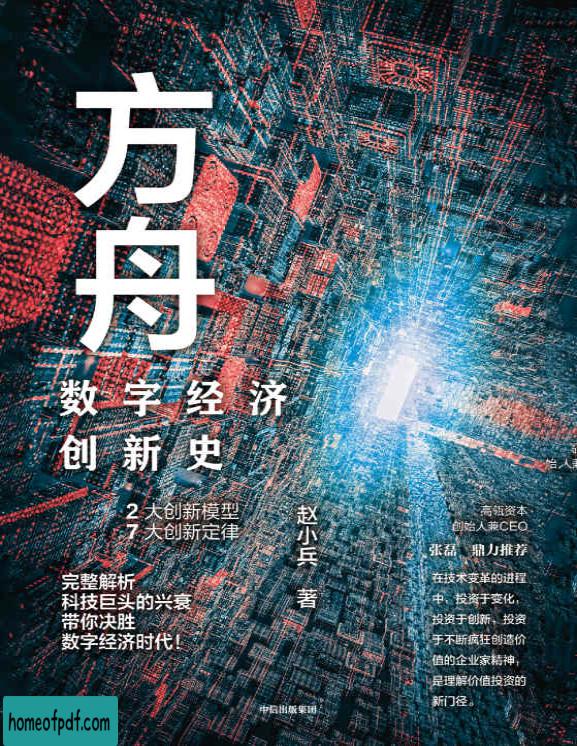 方舟
数字经济
创新史
2 大创新模型
7 大创新定律
赵小兵 著
完整解析
科技巨头的兴衰
带你决胜
数字经济时代！
高瓴资本
创始人兼CEO
张磊 鼎力推荐
在技术变革的进程
中，投资于变化，
投资于创新，投资
于不断疯狂创造价
值的企业家精神，
是理解价值投资的
新门径。
中信出版集团
homeofpdf.com